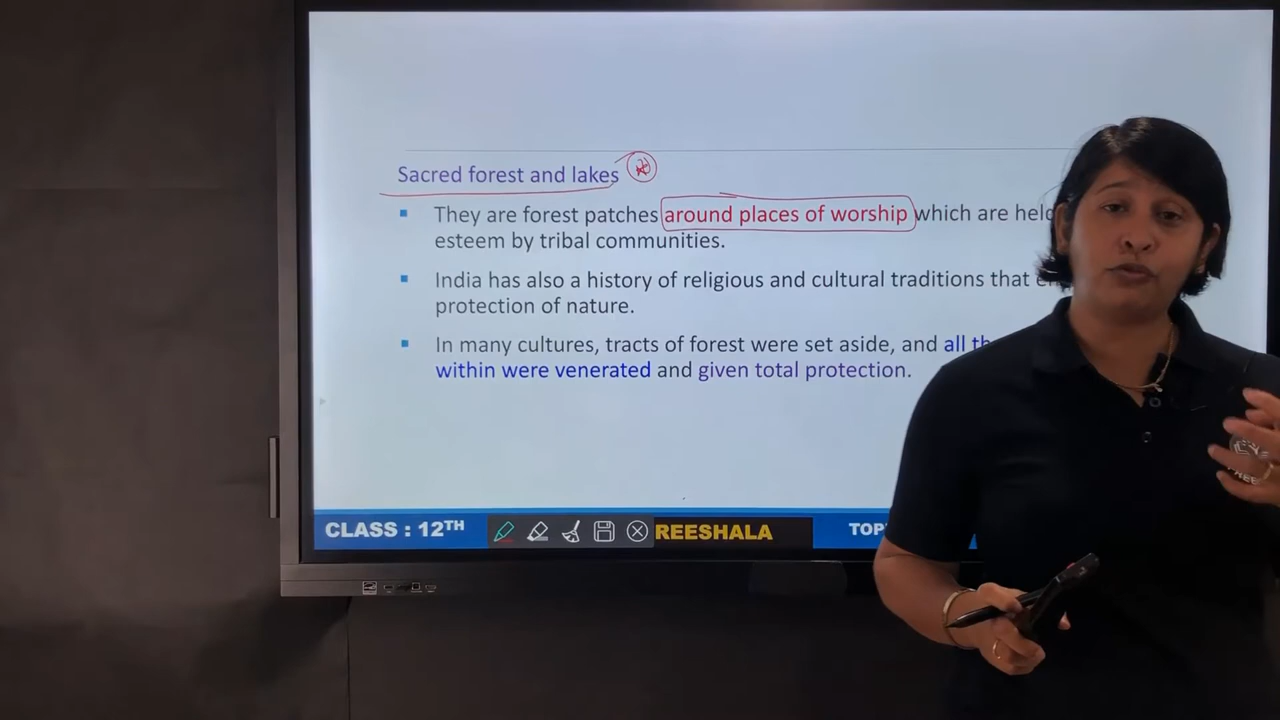 Sacred forest and lakes
They are forest patches around places of worship which are held
esteem by tribal communities.
India has also a history of religious and cultural traditions that
protection of nature.
In many cultures, tracts of forest were set aside, and all
within were venerated and given total protection.
CLASS : 12TH
REESHALA
TOP